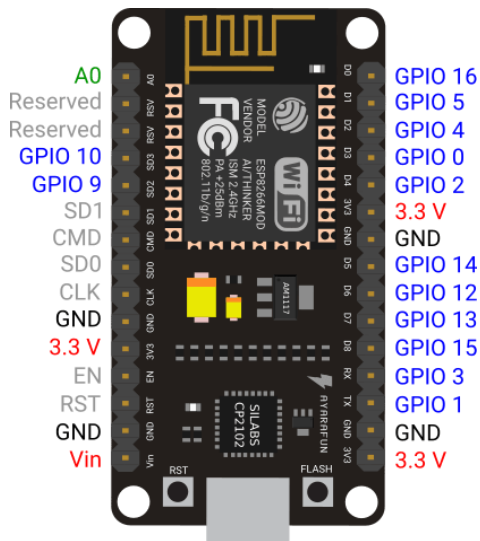 A0
Reserved
Reserved
GPIO 10
GPIO 9
SD1
CMD
SD0
CLK
GND
3.3 V
EN
RST
GND
Vin
A0
RSV
RSV
SD3
SD2
SD1
CMD
SD0
CLK
GND
3V3
EN
RST
GND
Vin
MODEL
VENDOR
ESP8266MOD
AI/THINKER
ISM 2.4GHz
PA +25dBm
802.11b/g/n
FC
Wi Fi
AM1117
SILABS
CP2102
AYARAFUN
RST
FLASH
D0
D1
D2
D3
D4
3V3
GND
D5
D6
D7
D8
RX
TX
GND
3V3
GPIO 16
GPIO 5
GPIO 4
GPIO 0
GPIO 2
3.3 V
GND
GPIO 14
GPIO 12
GPIO 13
GPIO 15
GPIO 3
GPIO 1
GND
3.3 V